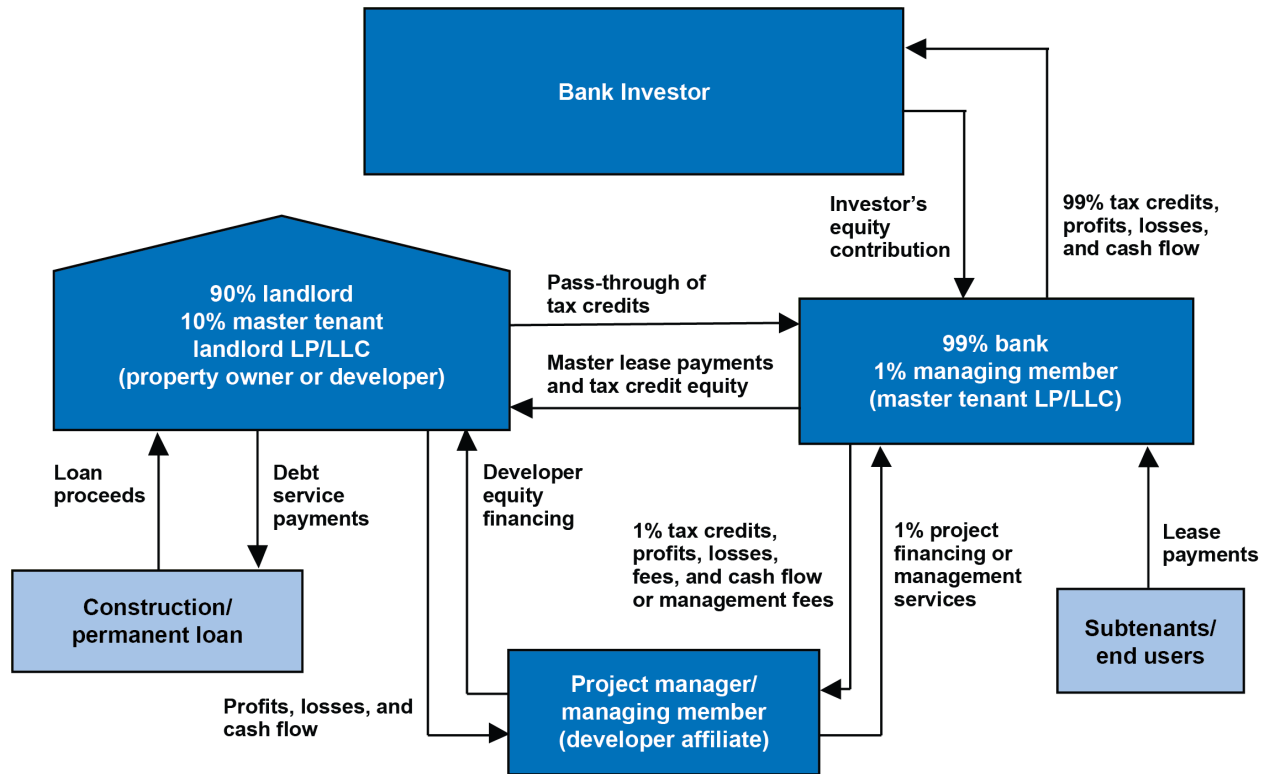 Bank Investor
Investor’s
equity
contribution
99% tax credits,
profits, losses,
and cash flow
90% landlord
10% master tenant
landlord LP/LLC
(property owner or developer)
Pass-through of
tax credits
Master lease payments
and tax credit equity
99% bank
1% managing member
(master tenant LP/LLC)
Loan
proceeds
Debt
service
payments
Developer
equity
financing
1% tax credits,
profits, losses,
fees, and cash flow
or management fees
1% project
financing or
management
services
Lease
payments
Construction/
permanent loan
Subtenants/
end users
Profits, losses, and
cash flow
Project manager/
managing member
(developer affiliate)